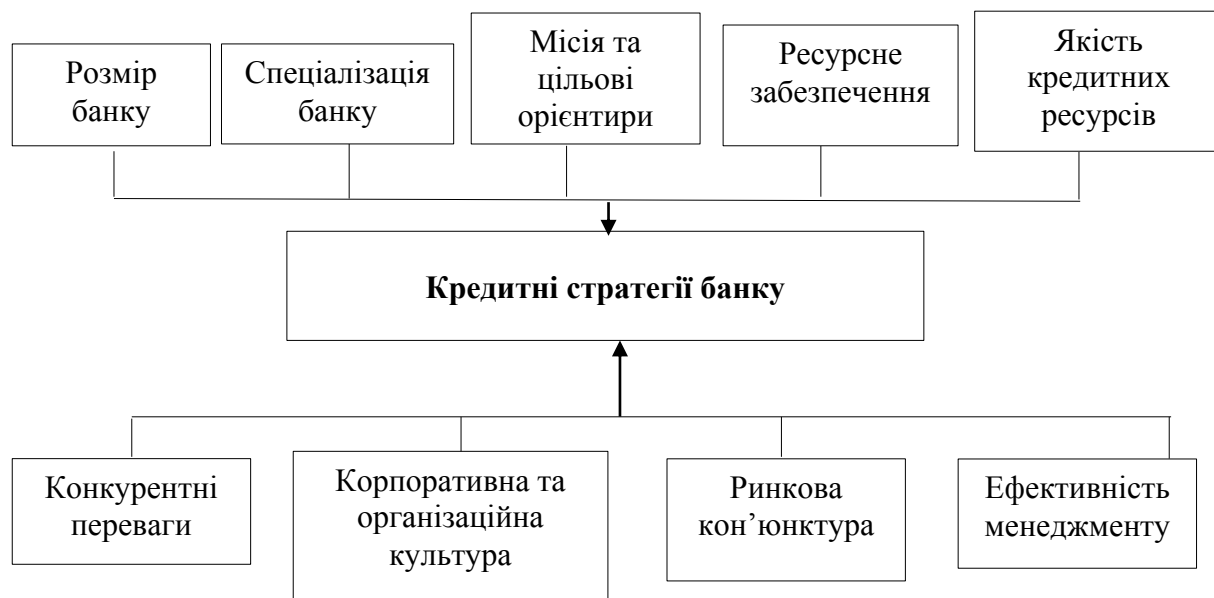 Розмір
банку
Спеціалізація
банку
Місія та
цільові
орієнтири
Ресурсне
забезпечення
Якість
кредитних
ресурсів
Кредитні стратегії банку
Конкурентні
переваги
Корпоративна та
організаційна
культура
Ринкова
кон’юнктура
Ефективність
менеджменту